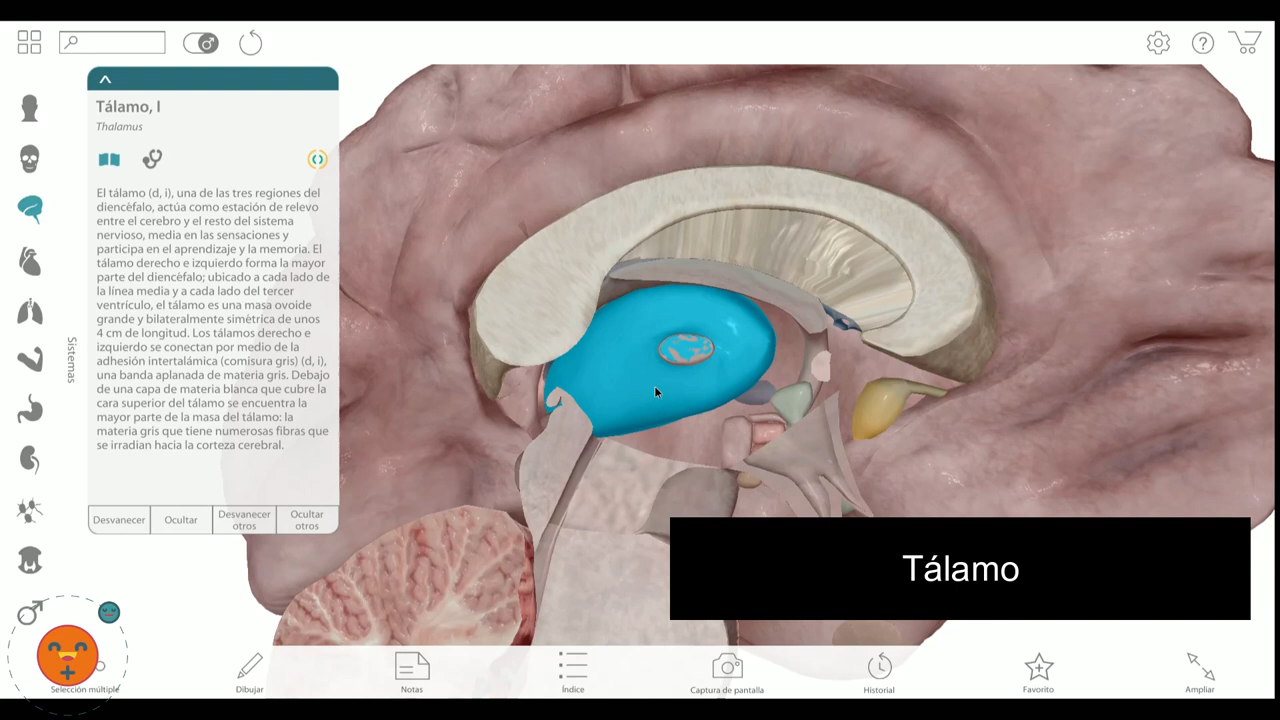 Tálamo, I
Thalamus
El tálamo (d, i), una de las tres regiones del
diencéfalo, actúa como estación de relevo
entre el cerebro y el resto del sistema
nervioso, media en las sensaciones y
participa en el aprendizaje y la memoria. El
tálamo derecho e izquierdo forma la mayor
parte del diencéfalo; ubicado a cada lado de
la línea media y a cada lado del tercer
ventrículo, el tálamo es una masa ovoide
grande y bilateralmente simétrica de unos
4 cm de longitud. Los tálamos derecho e
izquierdo se conectan por medio de la
adhesión intertalámica (comisura gris) (d, i),
una banda aplanada de materia gris. Debajo
de una capa de materia blanca que cubre la
cara superior del tálamo se encuentra la
mayor parte de la masa del tálamo: la
materia gris que tiene numerosas fibras que
se irradian hacia la corteza cerebral.
Desvanecer
Ocultar
Desvanecer
otros
Ocultar
otros
Sistemas
Tálamo
Selección múltiple
Dibujar
Notas
Índice
Captura de pantalla
Historial
Favorito
Ampliar